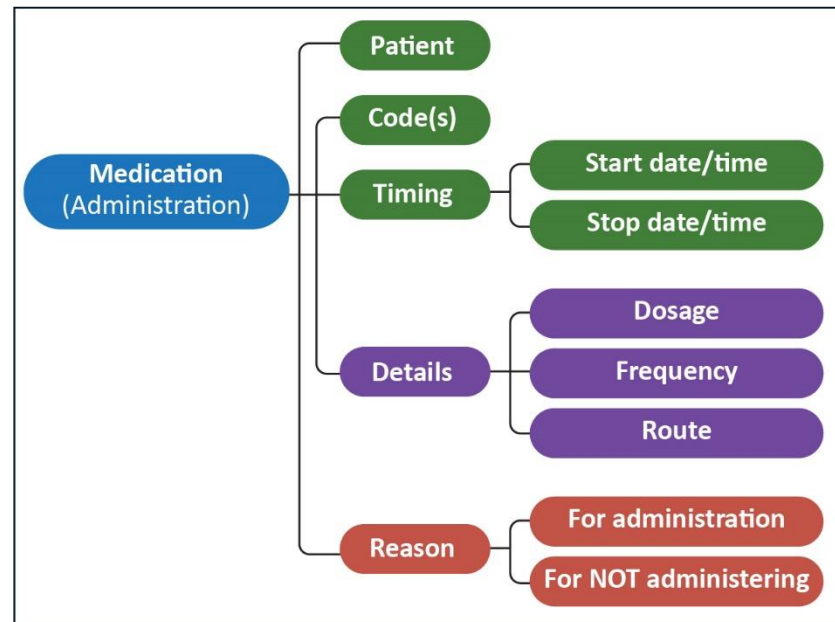 Patient
Code(s)
Medication
(Administration)
Timing
Start date/time
Stop date/time
Details
Dosage
Frequency
Route
Reason
For administration
For NOT administering